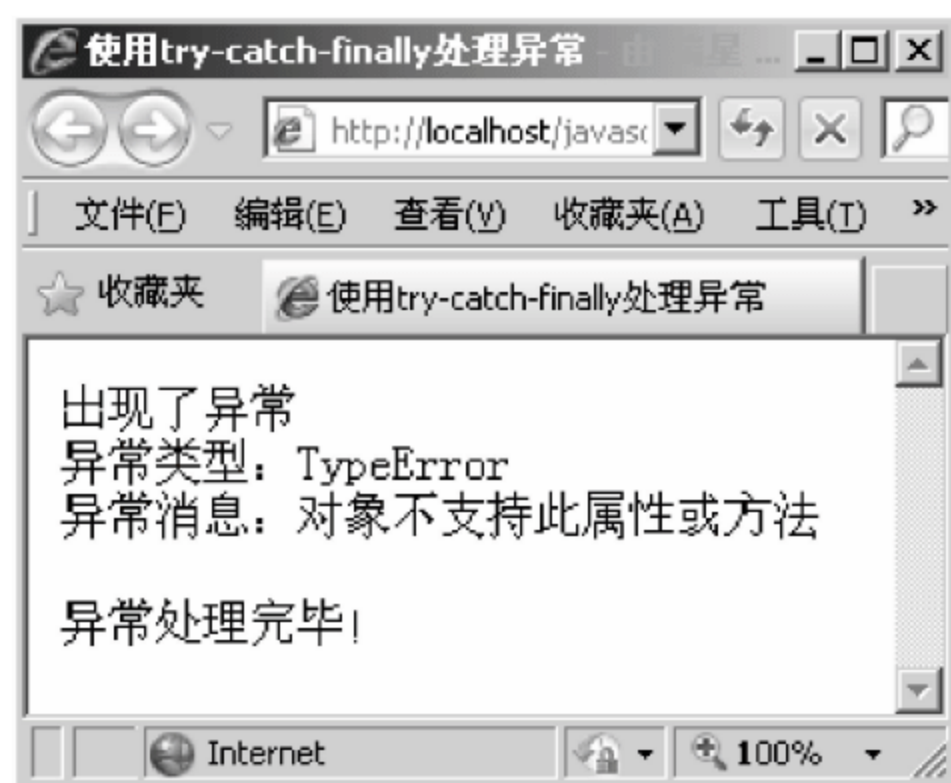 使用try-catch-finally处理异常
http://localhost/javasc
文件(F) 编辑(E) 查看(V) 收藏夹(A) 工具(T) »
收藏夹 使用try-catch-finally处理异常
出现了异常
异常类型：TypeError
异常消息：对象不支持此属性或方法
异常处理完毕！
Internet 100%